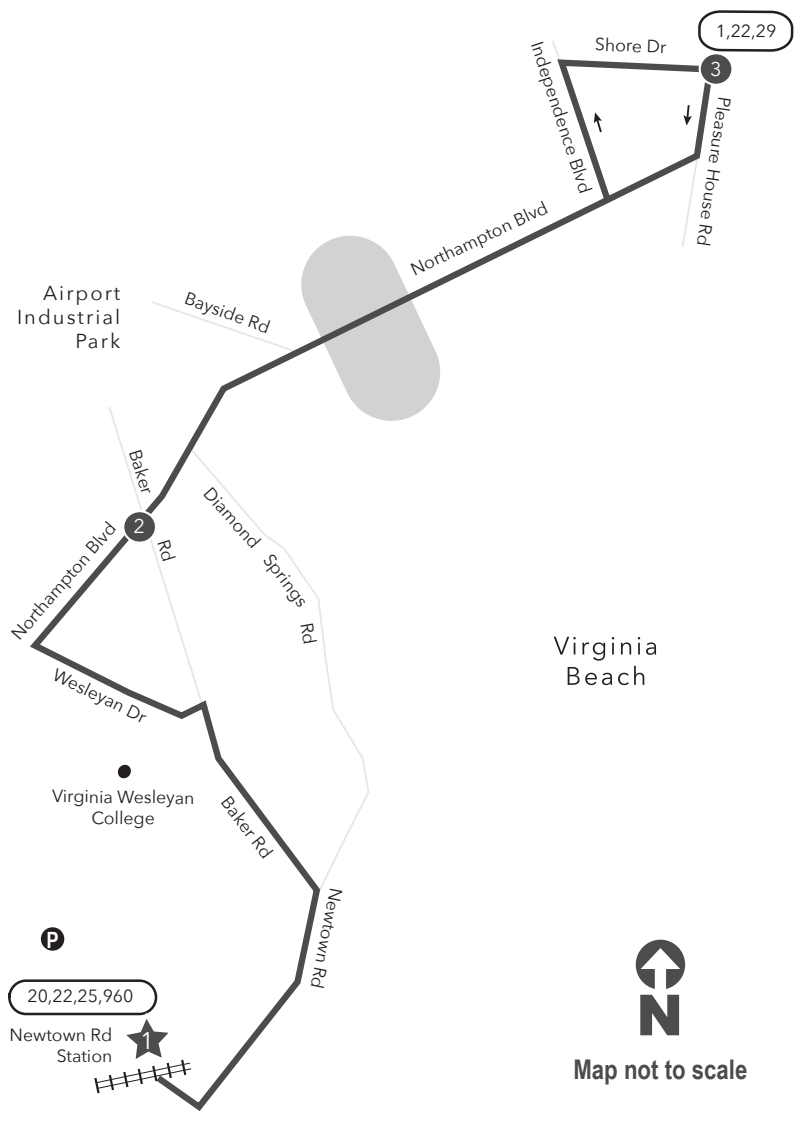 1,22,29
Shore Dr
3
Independence Blvd
Pleasure House Rd
Northampton Blvd
Airport
Industrial
Park
Bayside Rd
Baker
Rd
2
Diamond Springs Rd
Northampton Blvd
Virginia
Beach
Wesleyan Dr
Virginia Wesleyan
College
Baker Rd
Newtown Rd
P
20,22,25,960
Newtown Rd
Station
1
N
Map not to scale